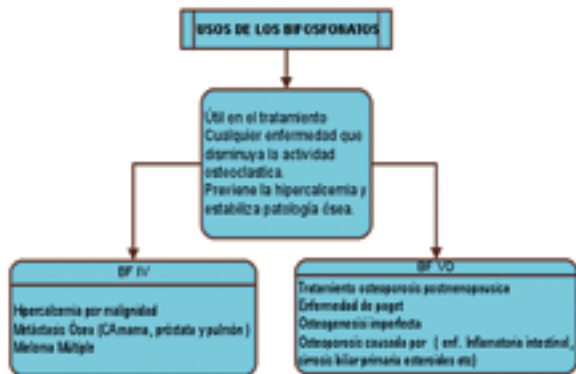 USOS DE LOS BIFOSFONATOS
Útil en el tratamiento
Cualquier enfermedad que
disminuya la actividad
osteoclastica.
Previene la hipercalcemia y
estabiliza patología ósea.
BF IV
Hipercalcemia por malignidad
Metástasis Ósea (CA mama, próstata y pulmón )
Mieloma Múltiple
BF VO
Tratamiento osteoporosis postmenopausica
Enfermedad de paget
Osteogenesis imperfecta
Osteoporosis causada por ( enf. Inflamatoria intestinal,
cirrosis biliar primaria esteroides etc)